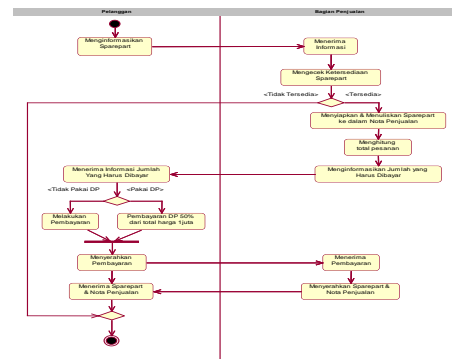 Pelanggan
Bagian Penjualan
Menginformasikan
Sparepart
Menerima
Informasi
Mengecek Ketersediaan
Sparepart
<Tidak Tersedia>
<Tersedia>
Menyiapkan & Menuliskan Sparepart
ke dalam Nota Penjualan
Menghitung
total pesanan
Menginformasikan Jumlah yang
Harus Dibayar
Menerima Informasi Jumlah
Yang Harus Dibayar
<Tidak Pakai DP
<Pakai DP>
Melakukan
Pembayaran
Pembayaran DP 50%
dari total harga 1juta
Menyerahkan
Pembayaran
Menerima
Pembayaran
Menyerahkan Sparepart &
Nota Penjualan
Menerima Sparepart
& Nota Penjualan